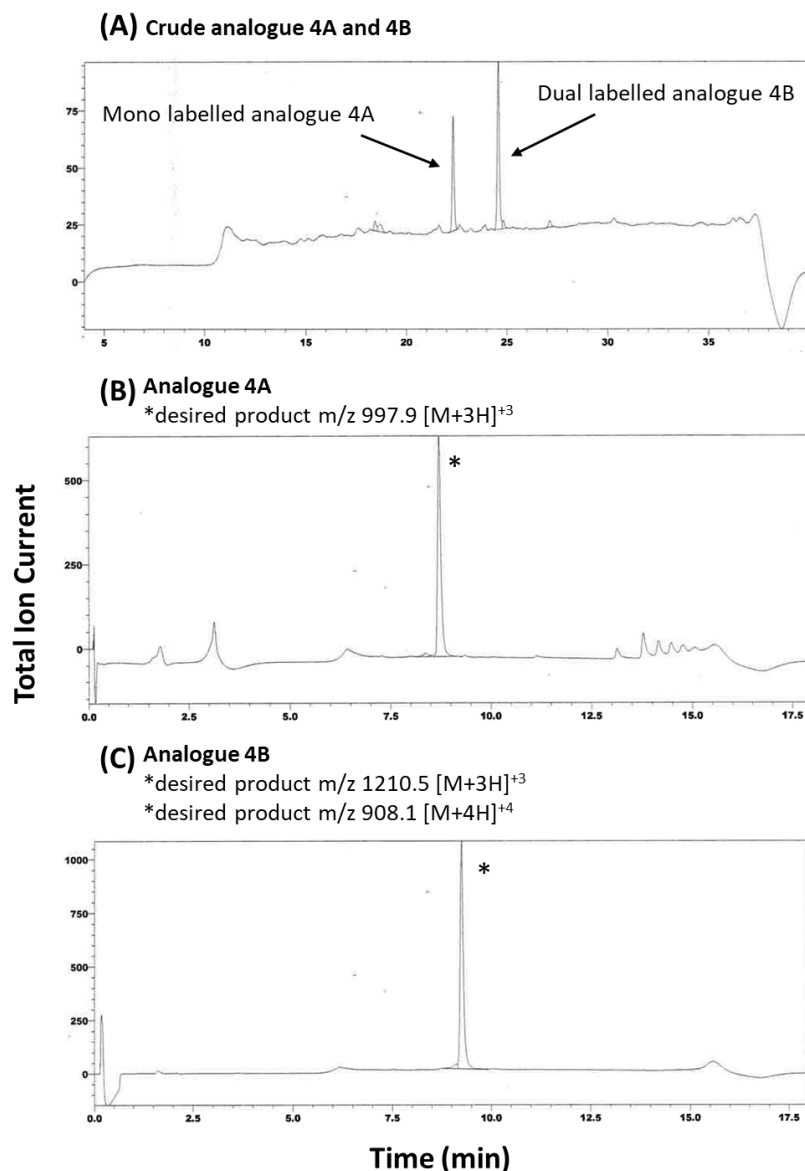 (A) Crude analogue 4A and 4B
Mono labelled analogue 4A
Dual labelled analogue 4B
75
50
25
0
5 10 15 20 25 30 35
(B) Analogue 4A
*desired product m/z 997.9 [M+3H]+3
*
500
250
0
0.0 2.5 5.0 7.5 10.0 12.5 15.0 17.5
Total Ion Current
(C) Analogue 4B
*desired product m/z 1210.5 [M+3H]+3
*desired product m/z 908.1 [M+4H]+4
*
1000
750
500
250
0
0.0 2.5 5.0 7.5 10.0 12.5 15.0 17.5
Time (min)